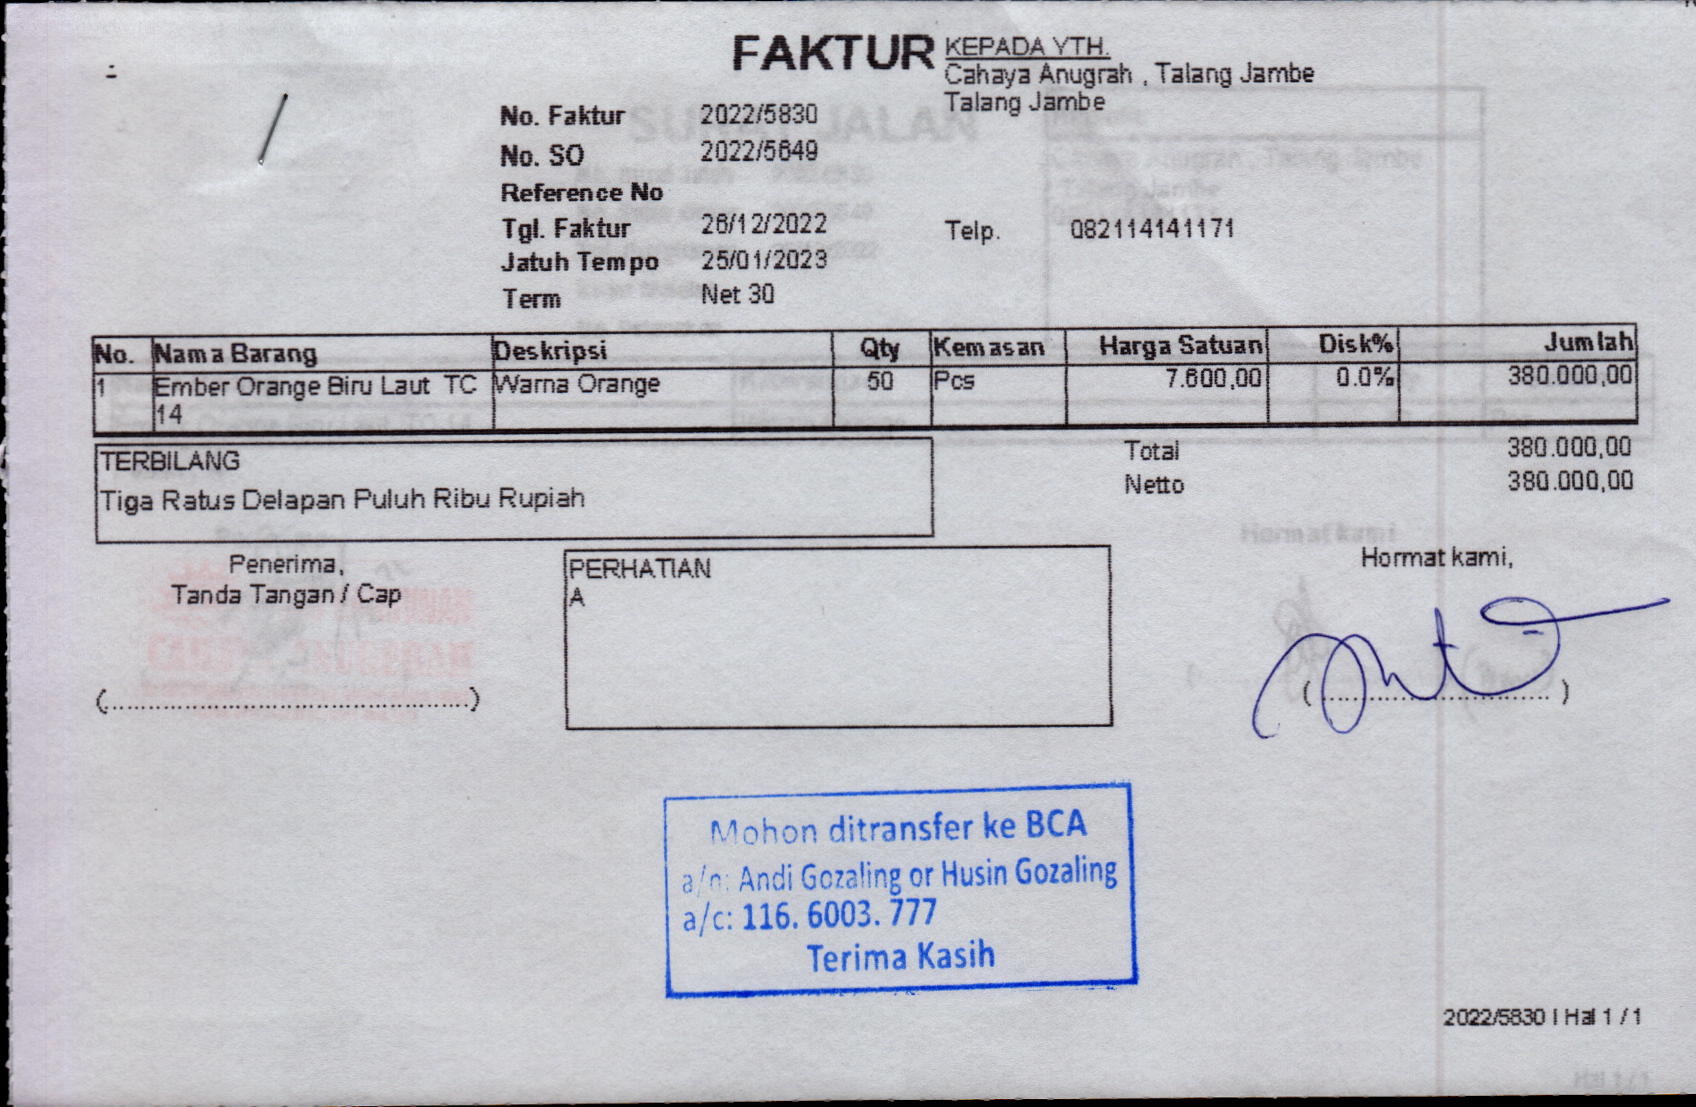 FAKTUR
KEPADA YTH.
Cahaya Anugrah , Talang Jambe
Talang Jambe
No. Faktur 2022/5830
No. SO 2022/5649
Reference No
Tgl. Faktur 26/12/2022
Telp. 082114141171
Jatuh Tempo 25/01/2023
Term Net 30
No. Nama Barang Deskripsi Qty Kemasan Harga Satuan Disk% Jumlah
1 Ember Orange Biru Laut TC Warna Orange 50 Pcs 7.600,00 0.0% 380.000,00
14
TERBILANG
Tiga Ratus Delapan Puluh Ribu Rupiah
Total 380.000,00
Netto 380.000,00
Penerima,
Tanda Tangan / Cap
(..............................................)
PERHATIAN
A
Hormat kami,
(..............................)
Mohon ditransfer ke BCA
a/n: Andi Gozaling or Husin Gozaling
a/c: 116. 6003. 777
Terima Kasih
2022/5830 | Hal 1 / 1
Hal 1 / 1